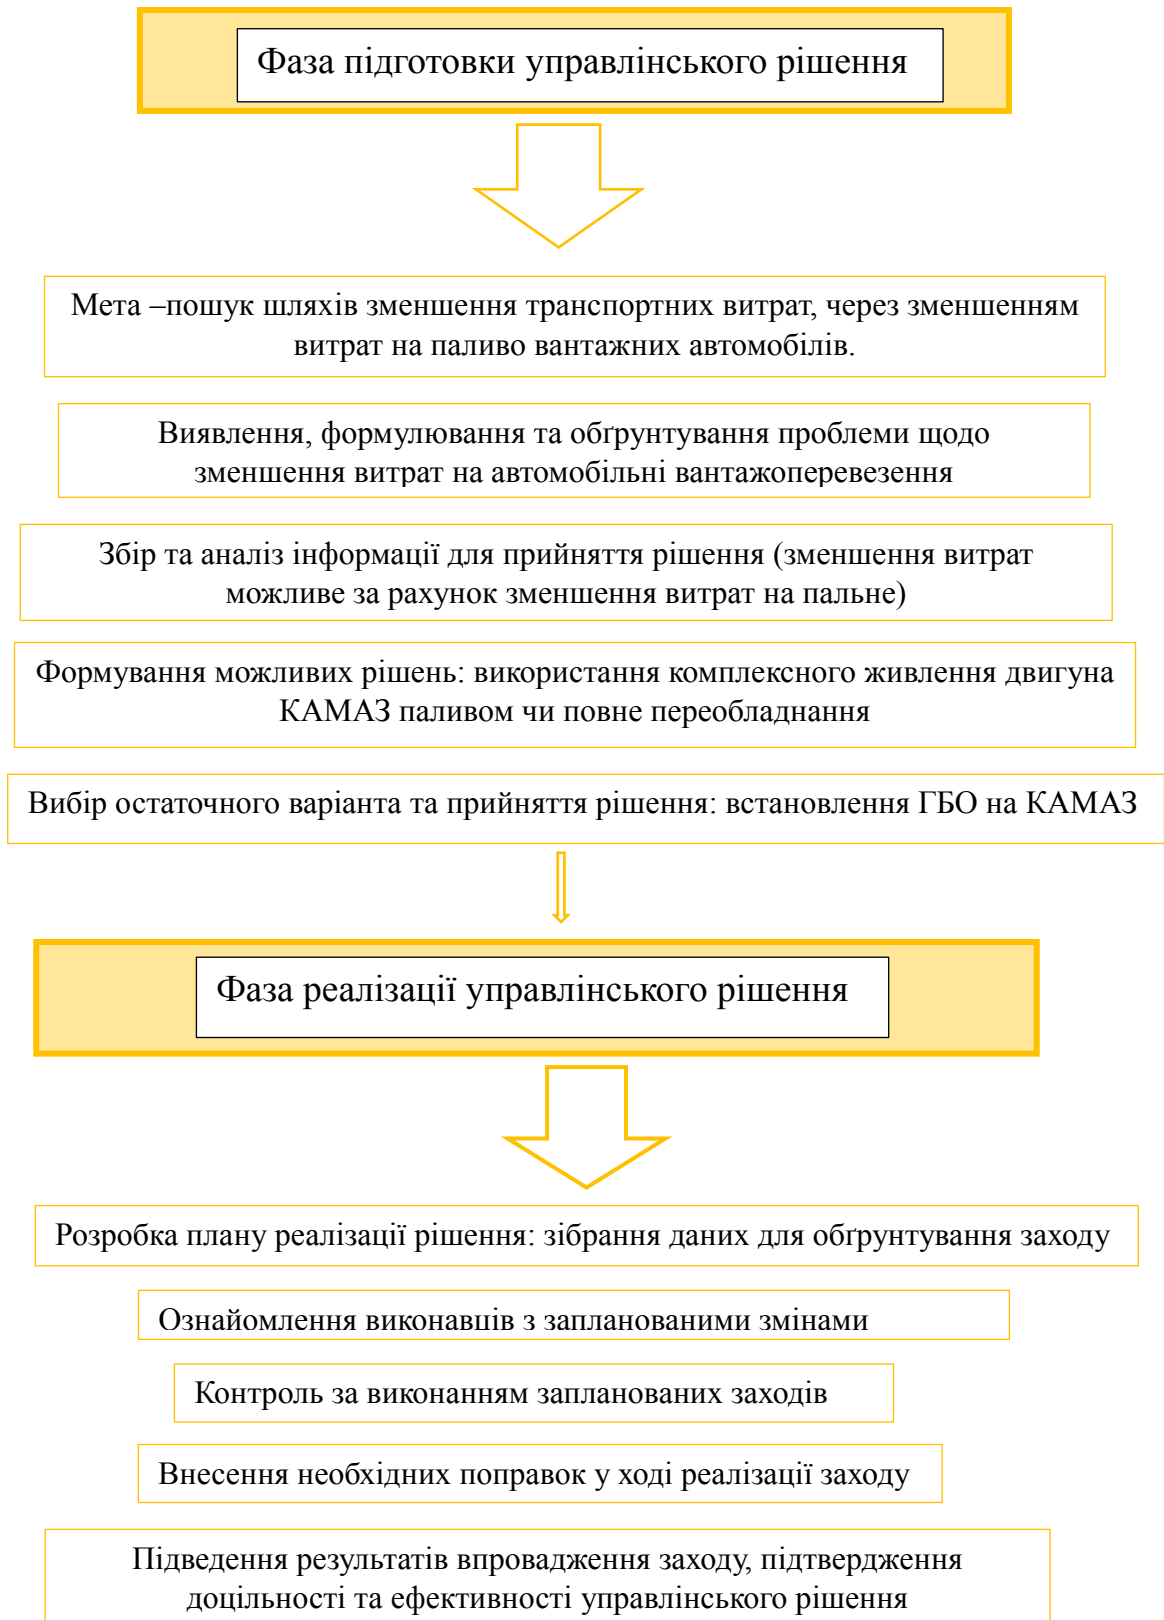 Фаза підготовки управлінського рішення
Мета –пошук шляхів зменшення транспортних витрат, через зменшенням
витрат на паливо вантажних автомобілів.
Виявлення, формулювання та обґрунтування проблеми щодо
зменшення витрат на автомобільні вантажоперевезення
Збір та аналіз інформації для прийняття рішення (зменшення витрат
можливе за рахунок зменшення витрат на пальне)
Формування можливих рішень: використання комплексного живлення двигуна
КАМАЗ паливом чи повне переобладнання
Вибір остаточного варіанта та прийняття рішення: встановлення ГБО на КАМАЗ
Фаза реалізації управлінського рішення
Розробка плану реалізації рішення: зібрання даних для обґрунтування заходу
Ознайомлення виконавців з запланованими змінами
Контроль за виконанням запланованих заходів
Внесення необхідних поправок у ході реалізації заходу
Підведення результатів впровадження заходу, підтвердження
доцільності та ефективності управлінського рішення